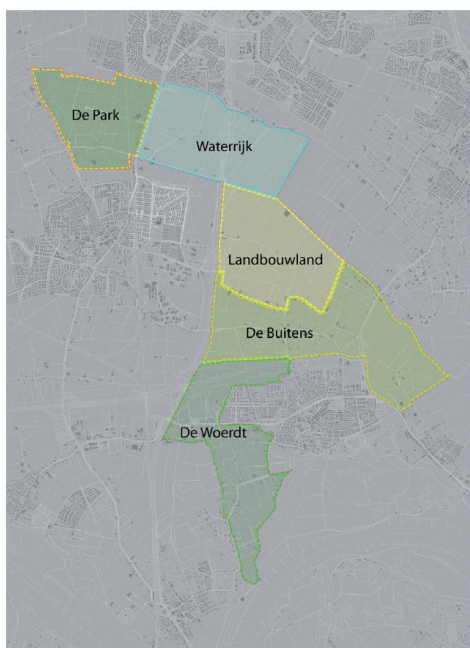 De Park
Waterrijk
Landbouwland
De Buitens
De Woerdt